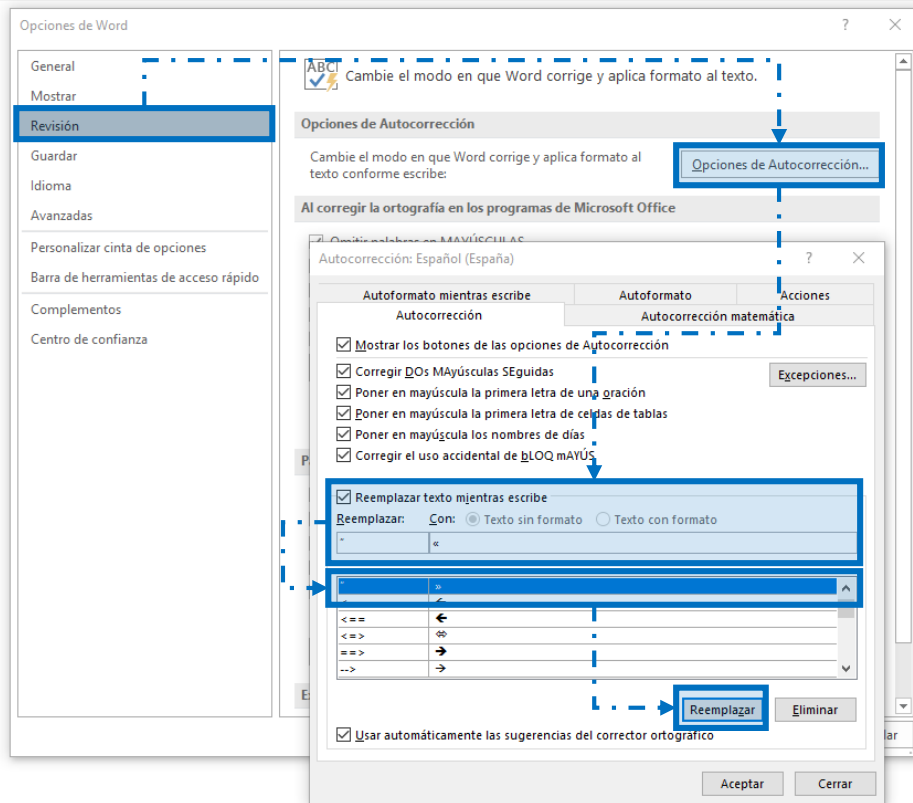 Opciones de Word
General
Mostrar
Revisión
Guardar
Idioma
Avanzadas
Personalizar cinta de opciones
Barra de herramientas de acceso rápido
Complementos
Centro de confianza
ABC
Cambie el modo en que Word corrige y aplica formato al texto.
Opciones de Autocorrección
Cambie el modo en que Word corrige y aplica formato al
texto conforme escribe:
Opciones de Autocorrección...
Al corregir la ortografía en los programas de Microsoft Office
Omitir palabras en MAYÚSCULAS
Autocorrección: Español (España)
Autoformato mientras escribe Autoformato Acciones
Autocorrección Autocorrección matemática
Mostrar los botones de las opciones de Autocorrección
Corregir DOs MAyúsculas SEguidas
Excepciones...
Poner en mayúscula la primera letra de una oración
Poner en mayúscula la primera letra de celdas de tablas
Poner en mayúscula los nombres de días
Corregir el uso accidental de bLOQ mAYÚS
Reemplazar texto mientras escribe
Reemplazar: Con: Texto sin formato Texto con formato
" «
" »
<== 🡸
<=> ⇔
==> 🡺
--> →
Reemplazar Eliminar
Usar automáticamente las sugerencias del corrector ortográfico
Aceptar Cerrar